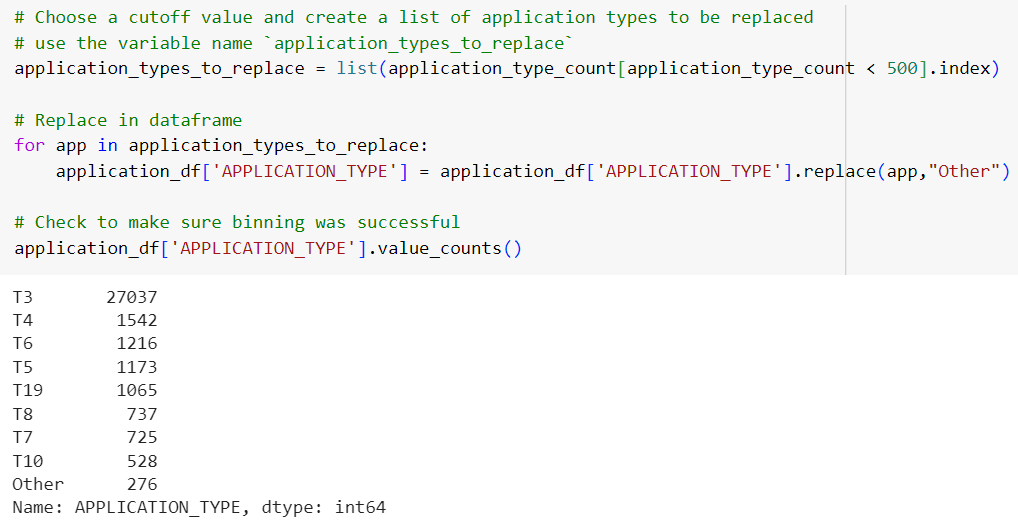 # Choose a cutoff value and create a list of application types to be replaced
# use the variable name `application_types_to_replace`
application_types_to_replace = list(application_type_count[application_type_count < 500].index)
# Replace in dataframe
for app in application_types_to_replace:
    application_df['APPLICATION_TYPE'] = application_df['APPLICATION_TYPE'].replace(app,"Other")
# Check to make sure binning was successful
application_df['APPLICATION_TYPE'].value_counts()
T3 27037
T4 1542
T6 1216
T5 1173
T19 1065
T8 737
T7 725
T10 528
Other 276
Name: APPLICATION_TYPE, dtype: int64